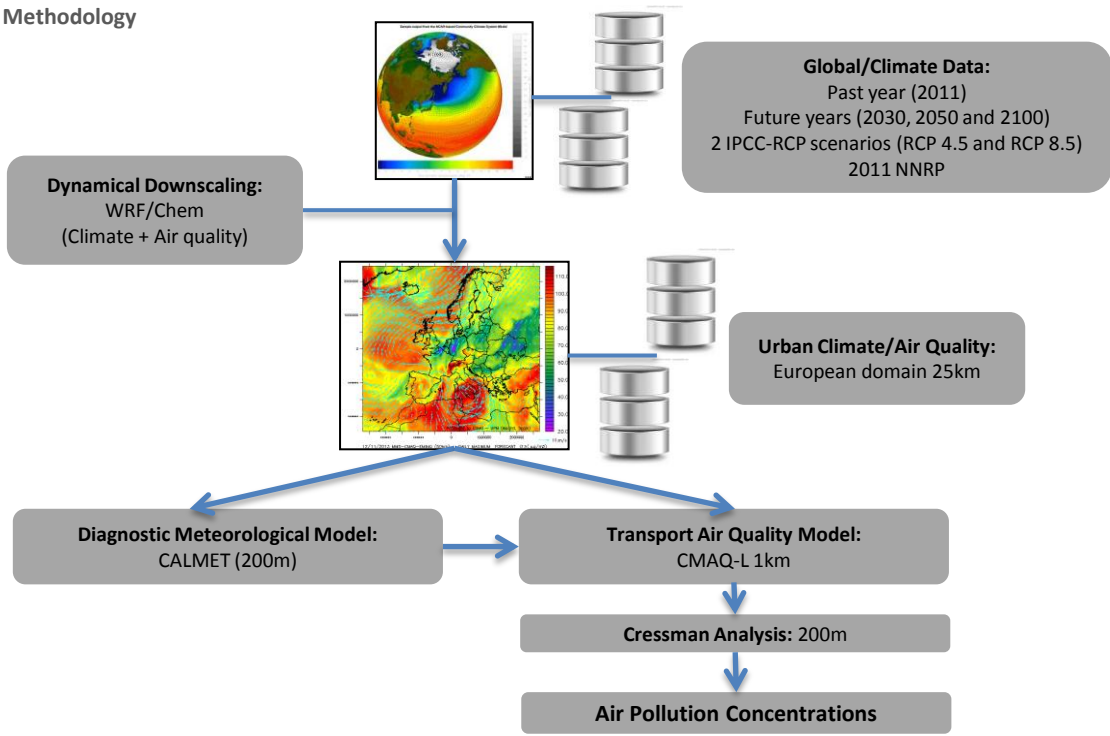 Methodology
Global/Climate Data:
Past year (2011)
Future years (2030, 2050 and 2100)
2 IPCC-RCP scenarios (RCP 4.5 and RCP 8.5)
2011 NNRP
Dynamical Downscaling:
WRF/Chem
(Climate + Air quality)
Urban Climate/Air Quality:
European domain 25km
Diagnostic Meteorological Model:
CALMET (200m)
Transport Air Quality Model:
CMAQ-L 1km
Cressman Analysis: 200m
Air Pollution Concentrations